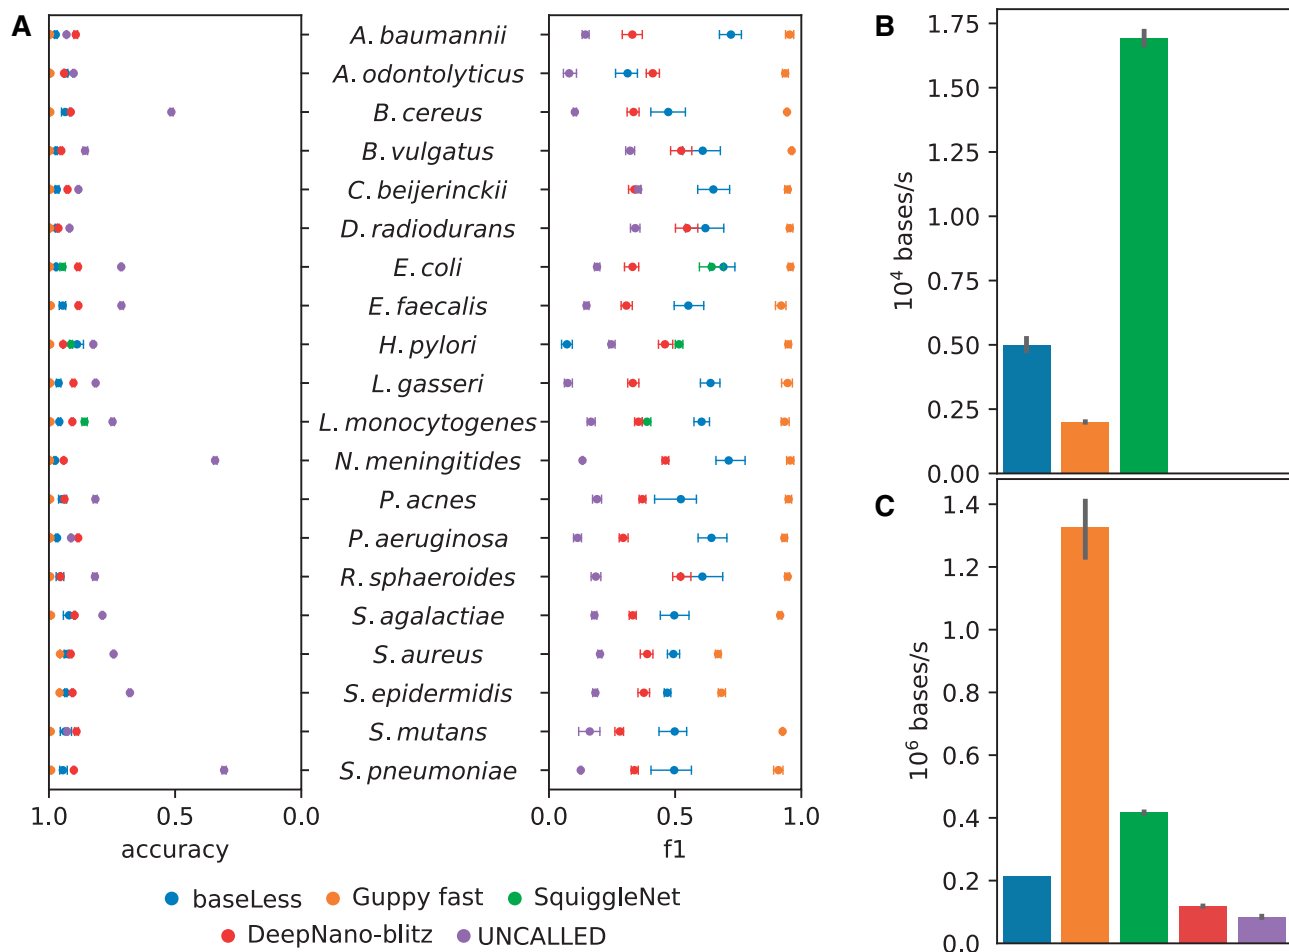 A
A. baumannii
A. odontolyticus
B. cereus
B. vulgatus
C. beijerinckii
D. radiodurans
E. coli
E. faecalis
H. pylori
L. gasseri
L. monocytogenes
N. meningitides
P. acnes
P. aeruginosa
R. sphaeroides
S. agalactiae
S. aureus
S. epidermidis
S. mutans
S. pneumoniae
1.0 0.5 0.0
accuracy
0.0 0.5 1.0
f1
baseLess Guppy fast SquiggleNet
DeepNano-blitz UNCALLED
B
1.75
1.50
1.25
1.00
0.75
0.50
0.25
0.00
10⁴ bases/s
C
1.4
1.2
1.0
0.8
0.6
0.4
0.2
0.0
10⁶ bases/s